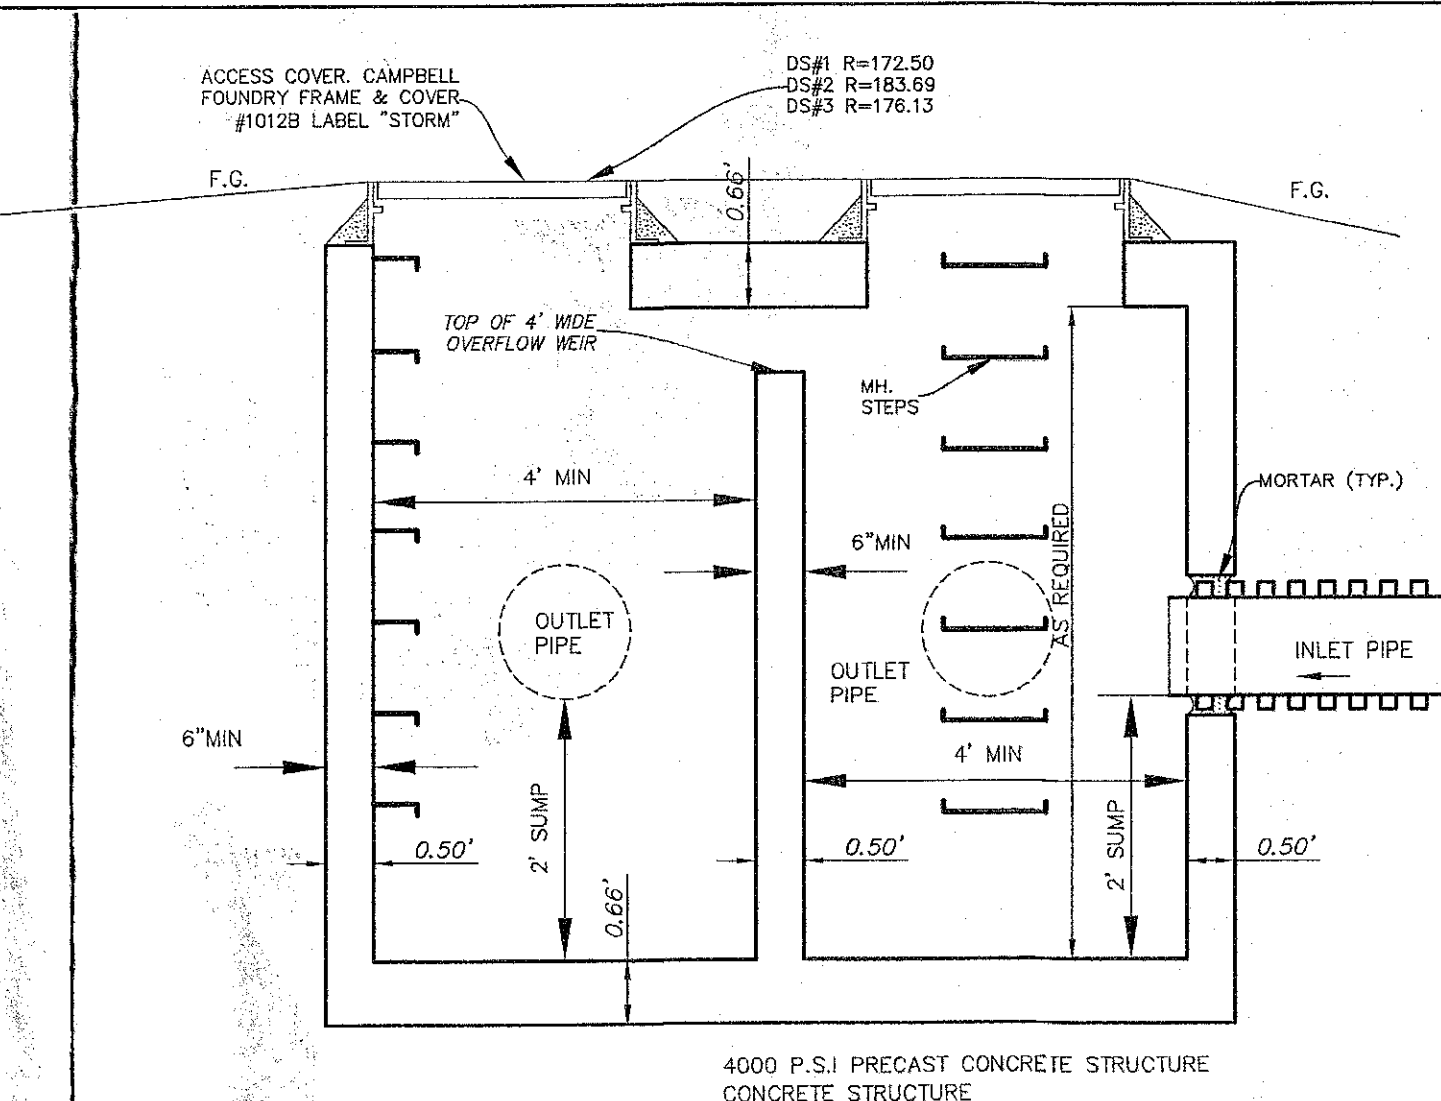 ACCESS COVER. CAMPBELL
FOUNDRY FRAME & COVER
#1012B LABEL "STORM"
DS#1 R=172.50
DS#2 R=183.69
DS#3 R=176.13
F.G.
F.G.
0.66'
TOP OF 4' WIDE
OVERFLOW WEIR
MH.
STEPS
4' MIN
MORTAR (TYP.)
6"MIN
AS REQUIRED
OUTLET
PIPE
OUTLET
PIPE
INLET PIPE
6"MIN
4' MIN
2' SUMP
2' SUMP
0.50'
0.50'
0.50'
0.66'
4000 P.S.I PRECAST CONCRETE STRUCTURE
CONCRETE STRUCTURE